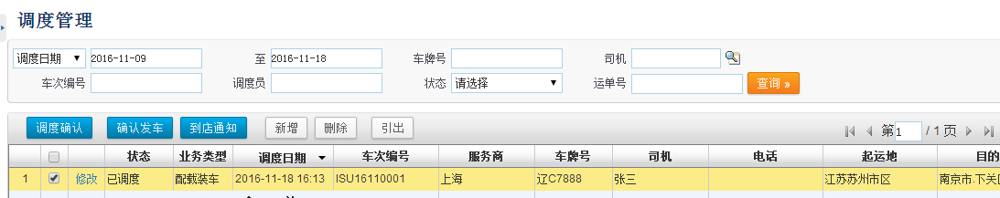 调度管理
调度日期 2016-11-09 至 2016-11-18 车牌号 司机
车次编号 调度员 状态 请选择 运单号 查询 »
调度确认 确认发车 到店通知 新增 删除 引出 第 1 / 1 页
状态 业务类型 调度日期 车次编号 服务商 车牌号 司机 电话 起运地 目的
1 修改 已调度 配载装车 2016-11-18 16:13 ISU16110001 上海 辽C7888 张三 江苏苏州市区 南京市.下关